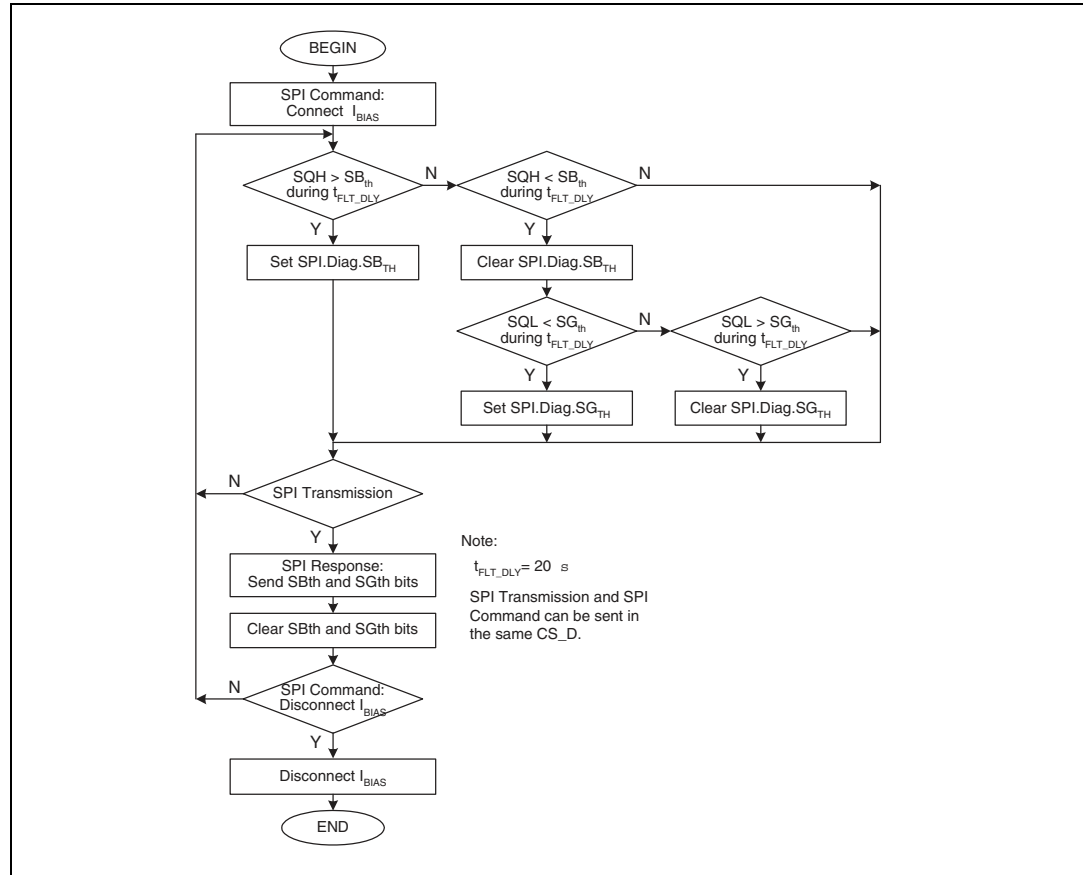 BEGIN
SPI Command:
Connect I_BIAS
SQH > SB_th
during t_FLT_DLY
N
SQH < SB_th
during t_FLT_DLY
N
Y
Y
Set SPI.Diag.SB_TH
Clear SPI.Diag.SB_TH
SQL < SG_th
during t_FLT_DLY
N
SQL > SG_th
during t_FLT_DLY
Y
Y
Set SPI.Diag.SG_TH
Clear SPI.Diag.SG_TH
N
SPI Transmission
Y
SPI Response:
Send SBth and SGth bits
Clear SBth and SGth bits
Note:
t_FLT_DLY= 20 s
SPI Transmission and SPI
Command can be sent in
the same CS_D.
N
SPI Command:
Disconnect I_BIAS
Y
Disconnect I_BIAS
END